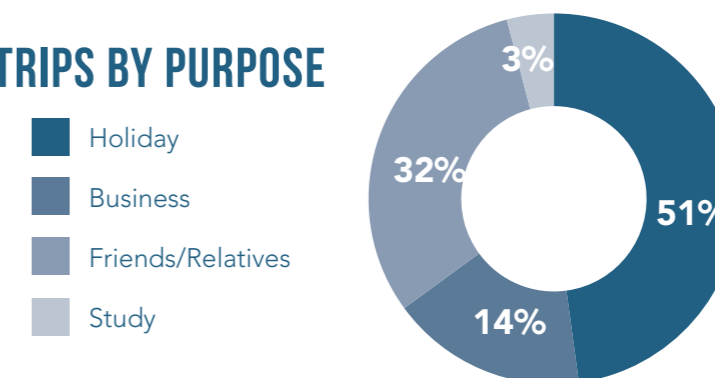 TRIPS BY PURPOSE
Holiday
Business
Friends/Relatives
Study
3%
32%
51%
14%